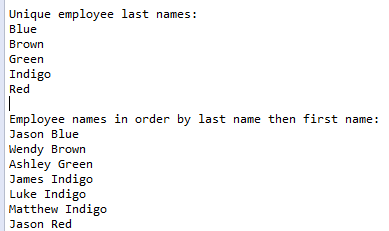 Unique employee last names:
Blue
Brown
Green
Indigo
Red
Employee names in order by last name then first name:
Jason Blue
Wendy Brown
Ashley Green
James Indigo
Luke Indigo
Matthew Indigo
Jason Red